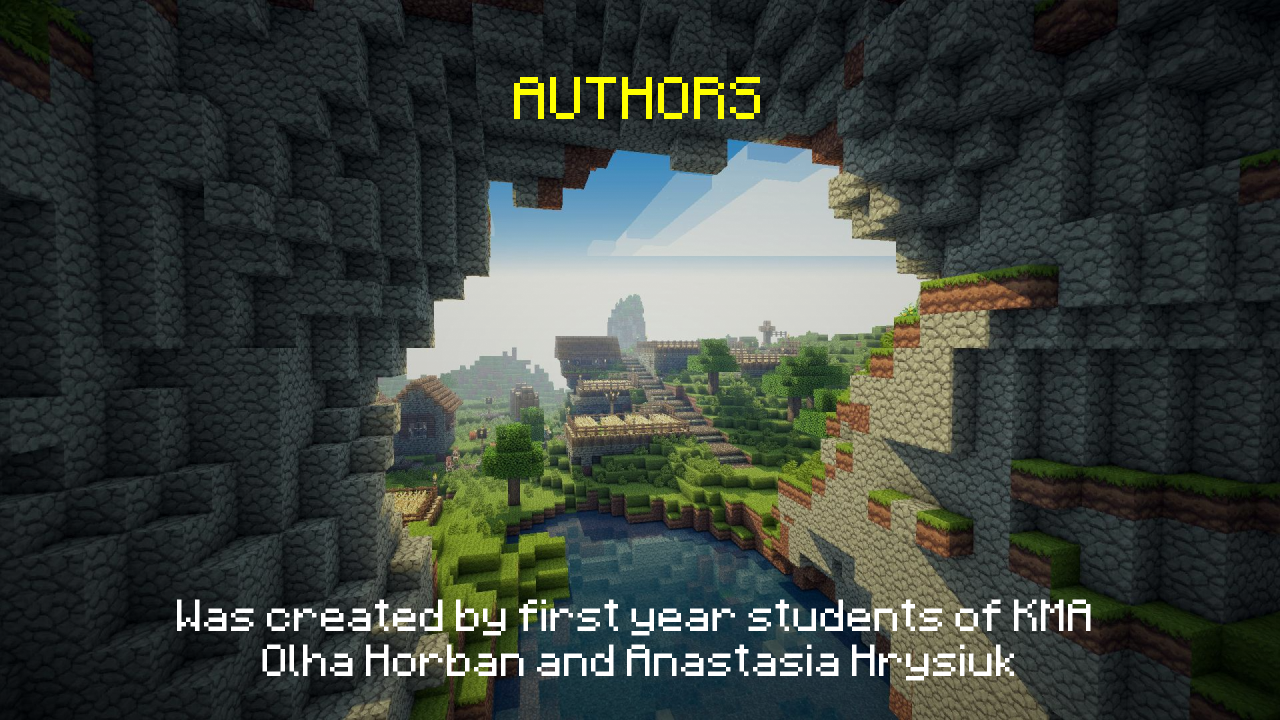 AUTHORS
Was created by first year students of KMA
Olha Horban and Anastasia Hrysiuk